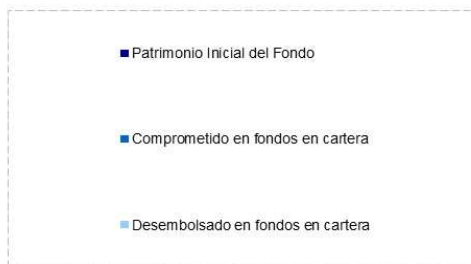 Patrimonio Inicial del Fondo
Comprometido en fondos en cartera
Desembolsado en fondos en cartera